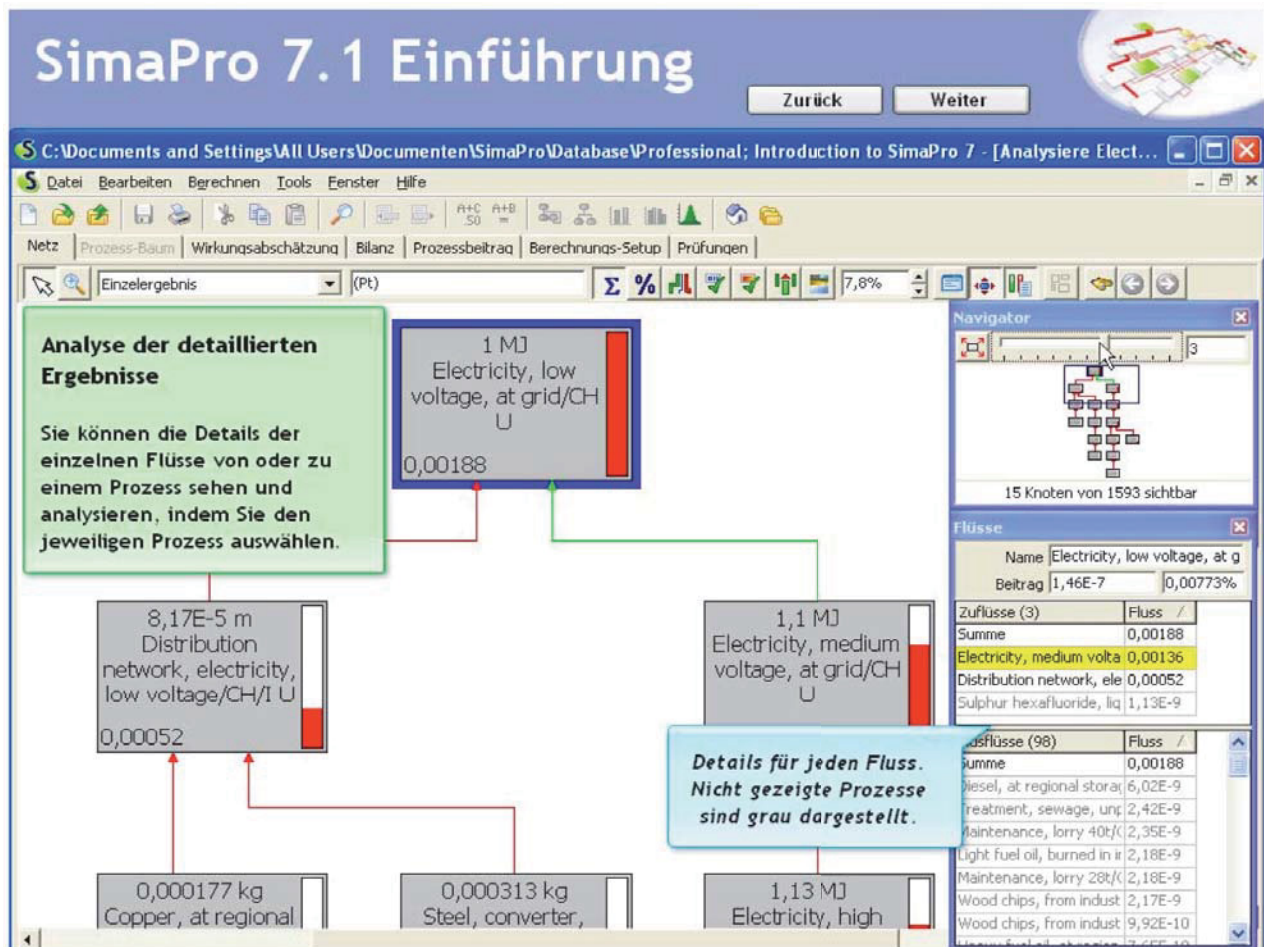 SimaPro 7.1 Einführung
Zurück
Weiter
C:\Documents and Settings\All Users\Documenten\SimaPro\Database\Professional; Introduction to SimaPro 7 - [Analysiere Elect...
Datei Bearbeiten Berechnen Tools Fenster Hilfe
A+C
50
A+B
=
Netz Prozess-Baum Wirkungsabschätzung Bilanz Prozessbeitrag Berechnungs-Setup Prüfungen
Einzelergebnis (Pt) Σ % 7,8%
Analyse der detaillierten
Ergebnisse
Sie können die Details der
einzelnen Flüsse von oder zu
einem Prozess sehen und
analysieren, indem Sie den
jeweiligen Prozess auswählen.
1 MJ
Electricity, low
voltage, at grid/CH
U
0,00188
8,17E-5 m
Distribution
network, electricity,
low voltage/CH/I U
0,00052
1,1 MJ
Electricity, medium
voltage, at grid/CH
U
Details für jeden Fluss.
Nicht gezeigte Prozesse
sind grau dargestellt.
0,000177 kg
Copper, at regional
0,000313 kg
Steel, converter,
1,13 MJ
Electricity, high
Navigator
3
15 Knoten von 1593 sichtbar
Flüsse
Name Electricity, low voltage, at g
Beitrag 1,46E-7 0,00773%
Zuflüsse (3) Fluss
Summe 0,00188
Electricity, medium volta 0,00136
Distribution network, ele 0,00052
Sulphur hexafluoride, liq 1,13E-9
usflüsse (98) Fluss
Summe 0,00188
Diesel, at regional storag 6,02E-9
Treatment, sewage, unp 2,42E-9
Maintenance, lorry 40t/C 2,35E-9
Light fuel oil, burned in ir 2,18E-9
Maintenance, lorry 28t/C 2,18E-9
Wood chips, from indust 2,17E-9
Wood chips, from indust 9,92E-10